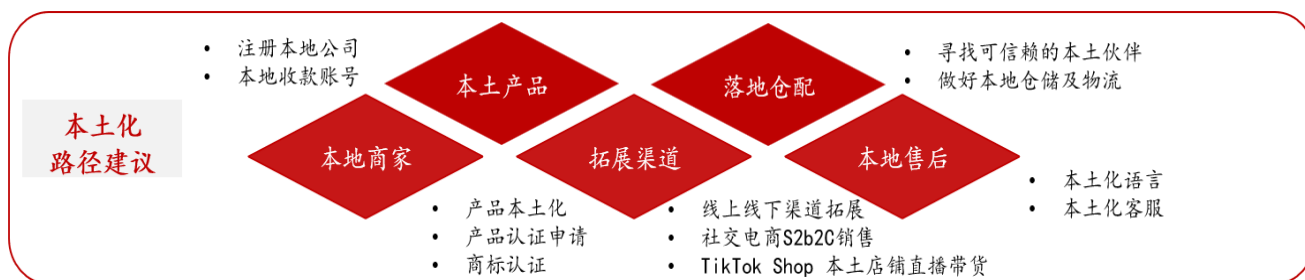 本土化
路径建议
• 注册本地公司
• 本地收款账号
本地商家
本土产品
• 产品本土化
• 产品认证申请
• 商标认证
拓展渠道
• 线上线下渠道拓展
• 社交电商S2b2C销售
• TikTok Shop 本土店铺直播带货
落地仓配
• 寻找可信赖的本土伙伴
• 做好本地仓储及物流
本地售后
• 本土化语言
• 本土化客服